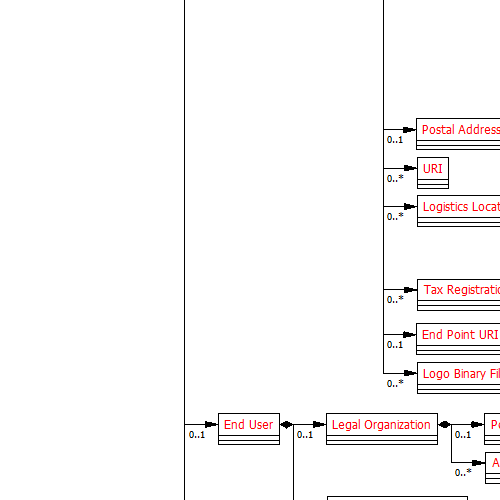 Postal Address
0..1
URI
0..*
Logistics Locat
0..*
Tax Registratio
0..*
End Point URI
0..1
Logo Binary Fil
0..*
End User
Legal Organization
0..1
0..1
0..1
A
0..*